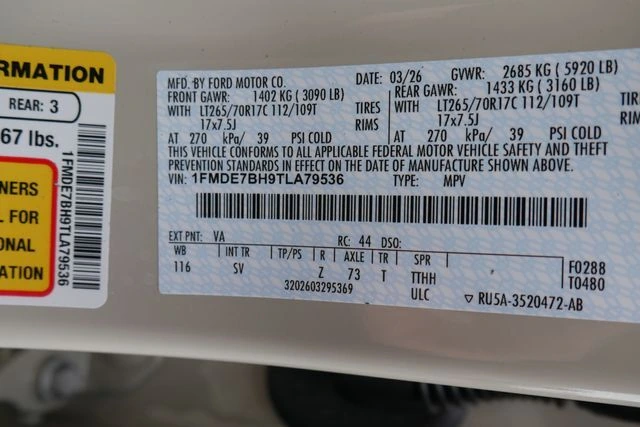 RMATION
REAR: 3
67 lbs.
NERS
L FOR
ONAL
ATION
1FMDE7BH9TLA79536
MFD. BY FORD MOTOR CO.
DATE: 03/26 GVWR: 2685 KG (5920 LB)
FRONT GAWR: 1402 KG (3090 LB) REAR GAWR: 1433 KG (3160 LB)
WITH LT265/70R17C 112/109T TIRES WITH LT265/70R17C 112/109T TIRES
17x7.5J RIMS 17x7.5J RIMS
AT 270 kPa/ 39 PSI COLD AT 270 kPa/ 39 PSI COLD
THIS VEHICLE CONFORMS TO ALL APPLICABLE FEDERAL MOTOR VEHICLE SAFETY AND THEFT
PREVENTION STANDARDS IN EFFECT ON THE DATE OF MANUFACTURE SHOWN ABOVE.
VIN: 1FMDE7BH9TLA79536 TYPE: MPV
EXT PNT: VA RC: 44 DSO:
WB INT TR TP/PS R AXLE TR SPR
116 SV Z 73 T TTHH
ULC
F0288
T0480
3202603295369
▽ RU5A-3520472-AB